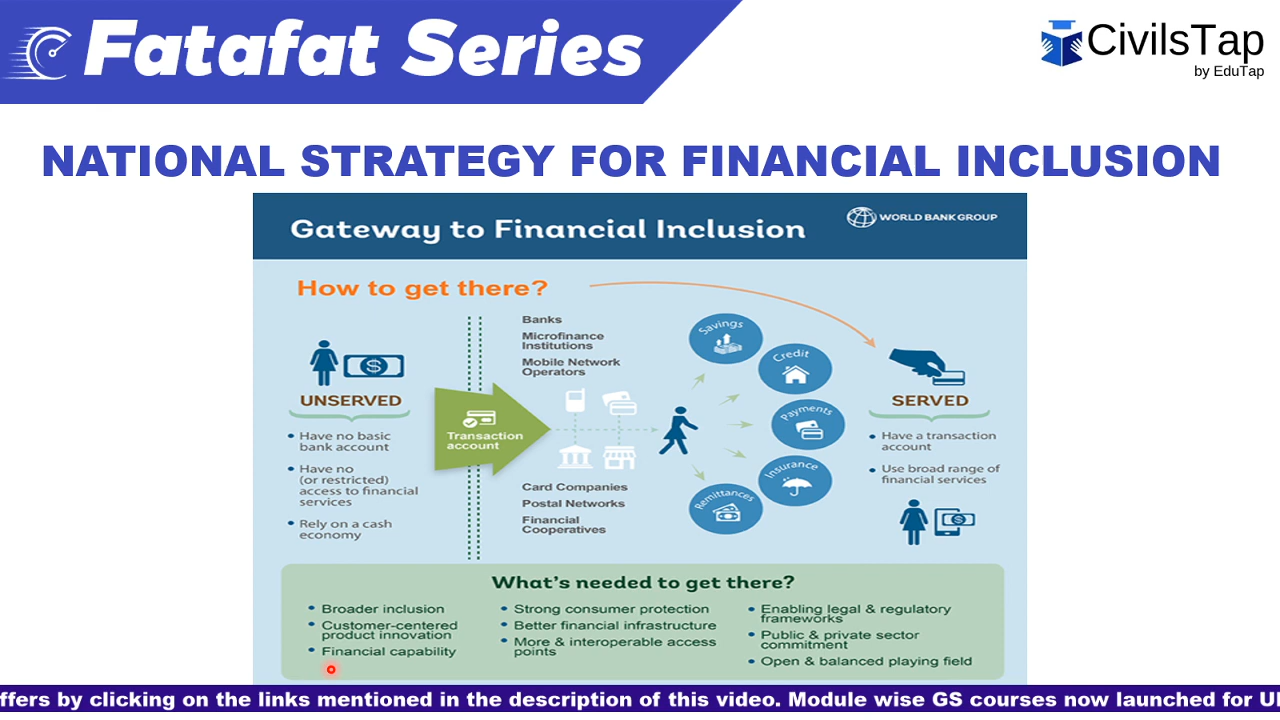 Fatafat Series
CivilsTap
by EduTap
NATIONAL STRATEGY FOR FINANCIAL INCLUSION
Gateway to Financial Inclusion
WORLD BANK GROUP
How to get there?
UNSERVED
• Have no basic
bank account
• Have no
(or restricted)
access to financial
services
• Rely on a cash
economy
Transaction
account
Banks
Microfinance
Institutions
Mobile Network
Operators
Card Companies
Postal Networks
Financial
Cooperatives
Savings
Credit
Payments
Insurance
Remittances
SERVED
• Have a transaction
account
• Use broad range of
financial services
What's needed to get there?
• Broader inclusion
• Customer-centered
product innovation
• Financial capability
• Strong consumer protection
• Better financial infrastructure
• More & interoperable access
points
• Enabling legal & regulatory
frameworks
• Public & private sector
commitment
• Open & balanced playing field
ffers by clicking on the links mentioned in the description of this video. Module wise GS courses now launched for U